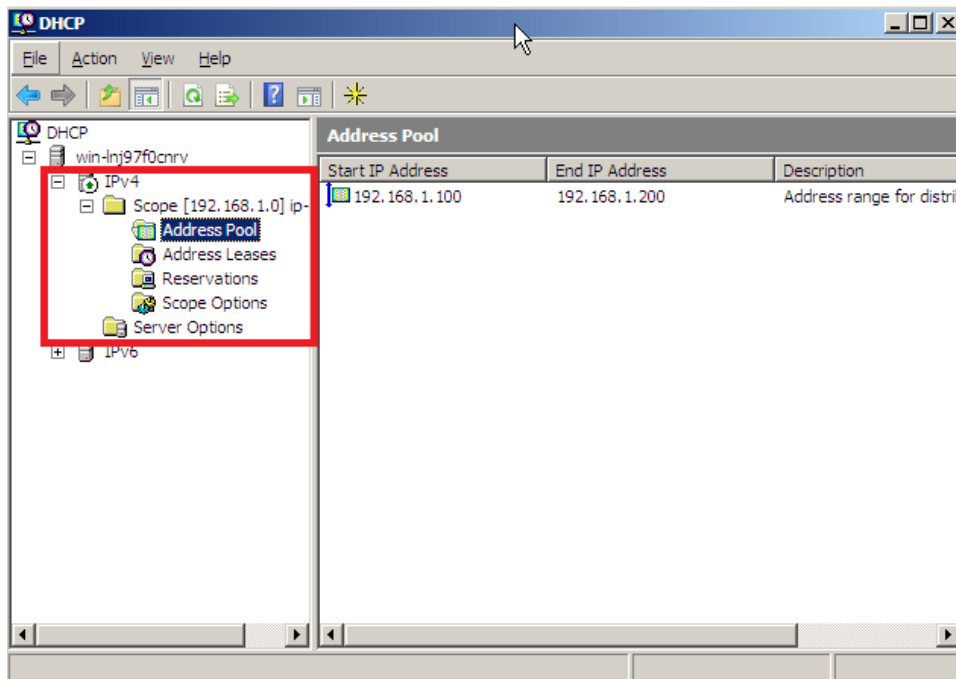 DHCP
File Action View Help
DHCP
win-lnj97f0cnrv
IPv4
Scope [192.168.1.0] ip-
Address Pool
Address Leases
Reservations
Scope Options
Server Options
IPv6
Address Pool
Start IP Address End IP Address Description
192.168.1.100 192.168.1.200 Address range for distri